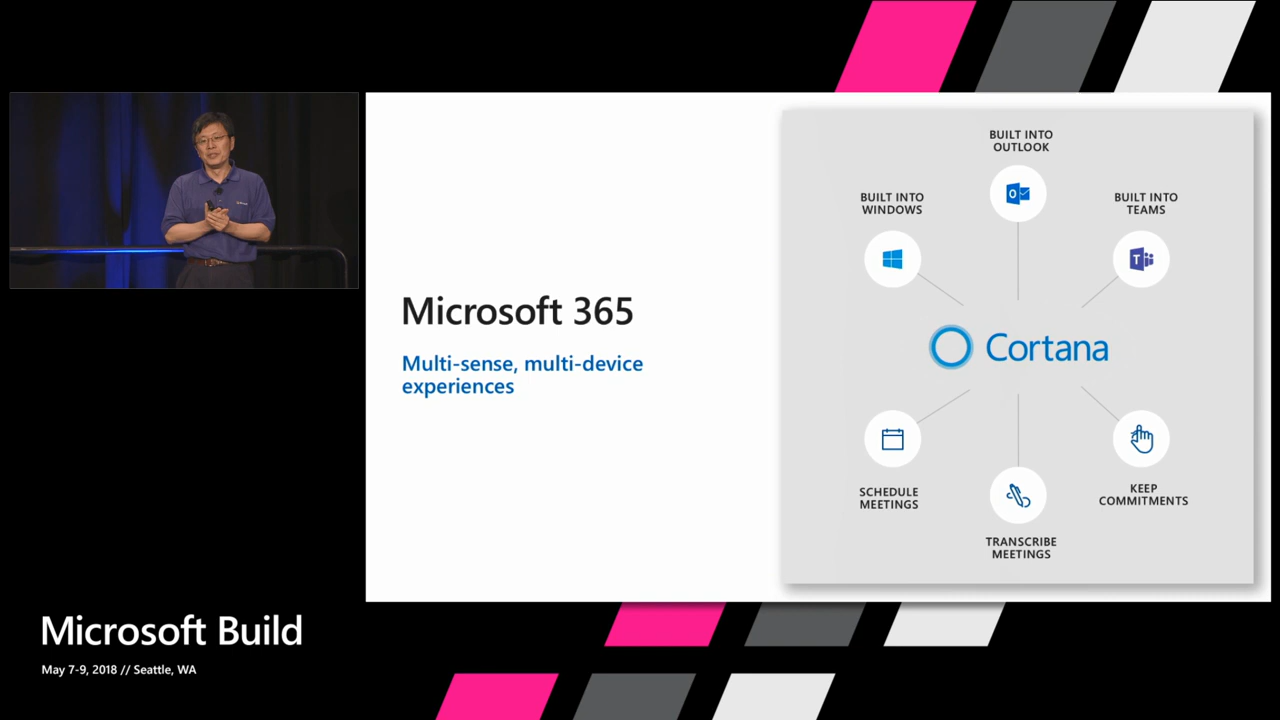 Microsoft 365
Multi-sense, multi-device
experiences
BUILT INTO
OUTLOOK
BUILT INTO
WINDOWS
BUILT INTO
TEAMS
Cortana
SCHEDULE
MEETINGS
TRANSCRIBE
MEETINGS
KEEP
COMMITMENTS
Microsoft Build
May 7-9, 2018 // Seattle, WA